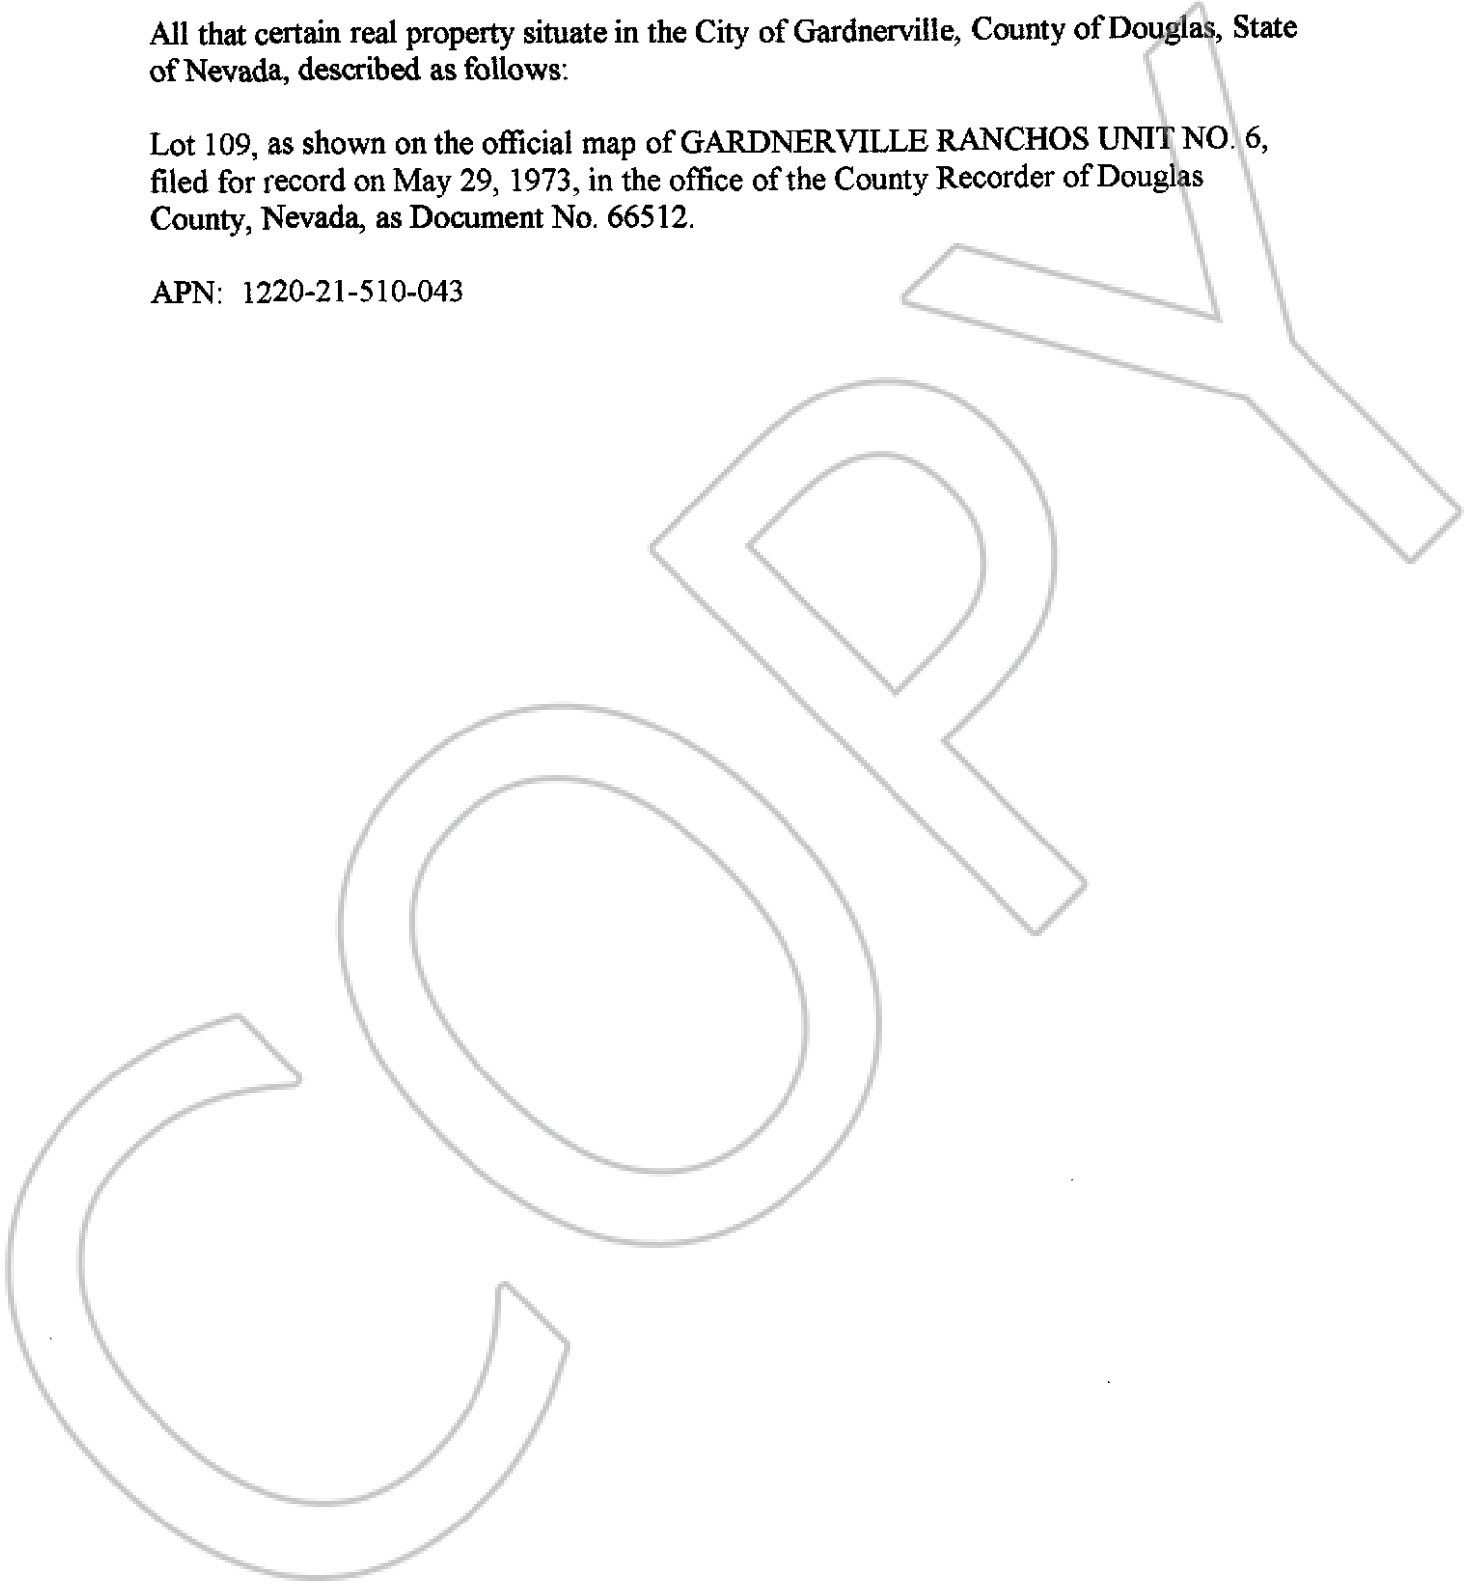 All that certain real property situate in the City of Gardnerville, County of Douglas, State
of Nevada, described as follows:
Lot 109, as shown on the official map of GARDNERVILLE RANCHOS UNIT NO. 6,
filed for record on May 29, 1973, in the office of the County Recorder of Douglas
County, Nevada, as Document No. 66512.
APN: 1220-21-510-043
COPY